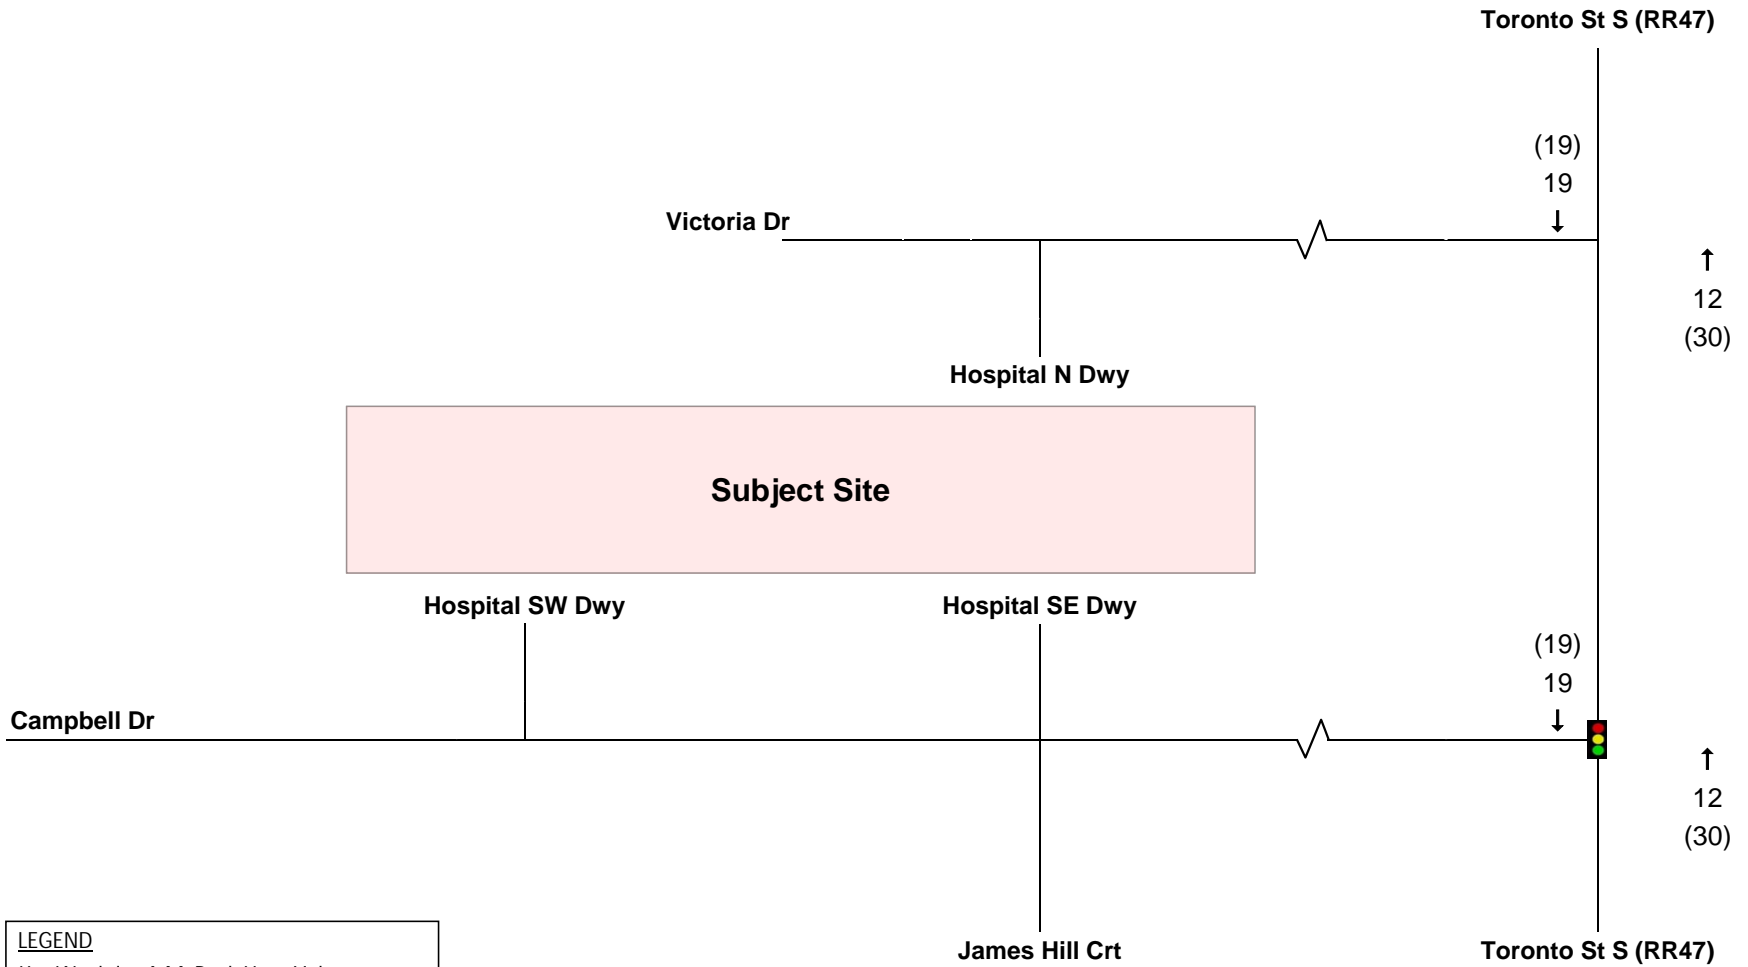 Toronto St S (RR47)
(19)
19
↓
Victoria Dr
↑
12
(30)
Hospital N Dwy
Subject Site
Hospital SW Dwy
Hospital SE Dwy
(19)
19
↓
Campbell Dr
↑
12
(30)
LEGEND
James Hill Crt
Toronto St S (RR47)